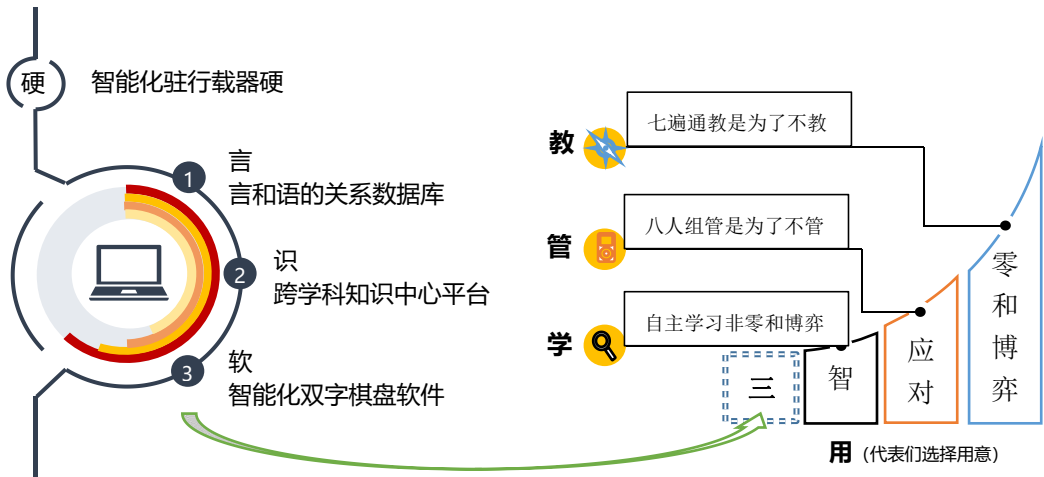 硬
智能化驻行载器硬
1
言
言和语的关系数据库
2
识
跨学科知识中心平台
3
软
智能化双字棋盘软件
教
七遍通教是为了不教
管
八人组管是为了不管
学
自主学习非零和博弈
三
智
应对
零和博弈
用（代表们选择用意）